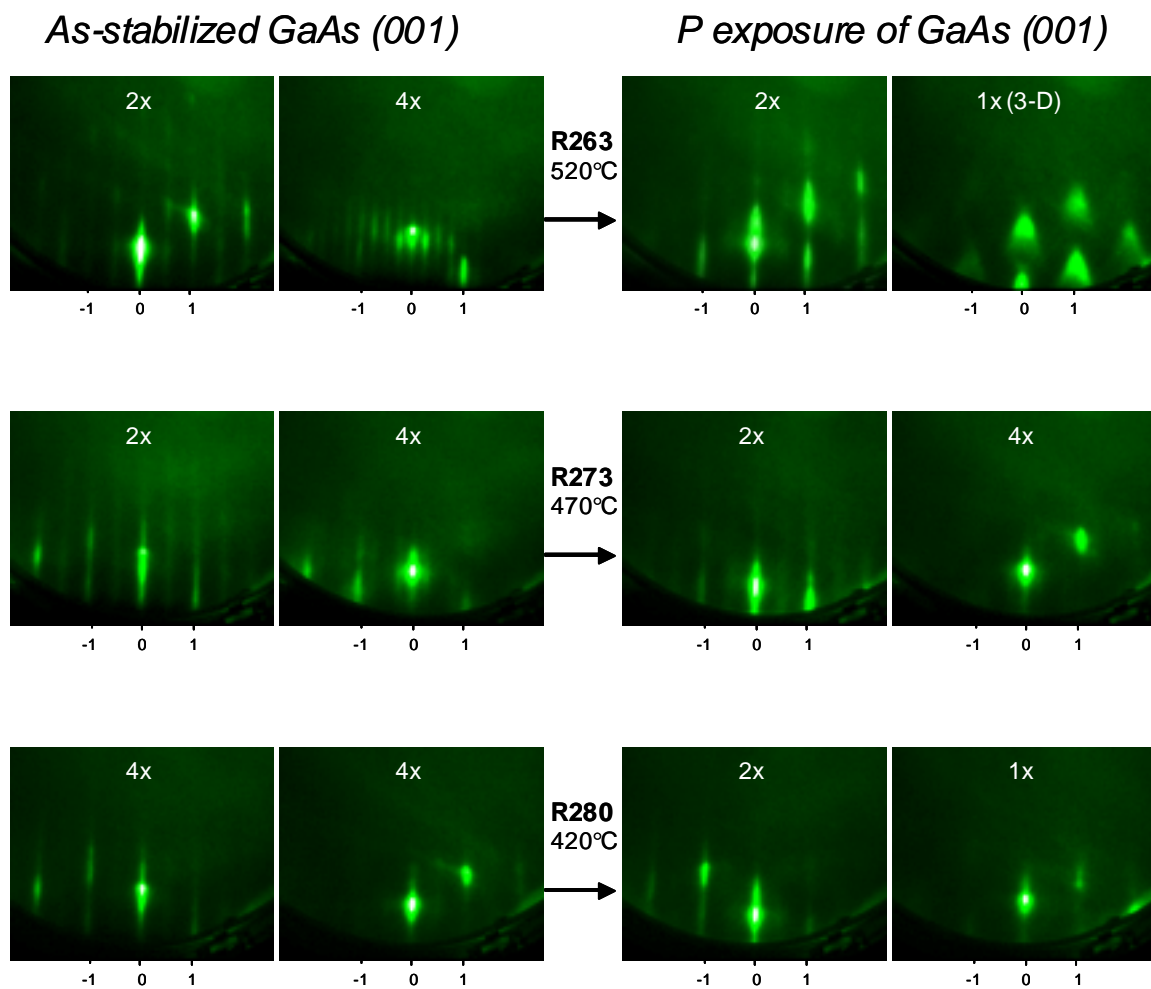 As-stabilized GaAs (001)
P exposure of GaAs (001)
2x
4x
R263
520°C
2x
1x (3-D)
-1 0 1
-1 0 1
-1 0 1
-1 0 1
2x
4x
R273
470°C
2x
4x
-1 0 1
-1 0 1
-1 0 1
-1 0 1
4x
4x
R280
420°C
2x
1x
-1 0 1
-1 0 1
-1 0 1
-1 0 1